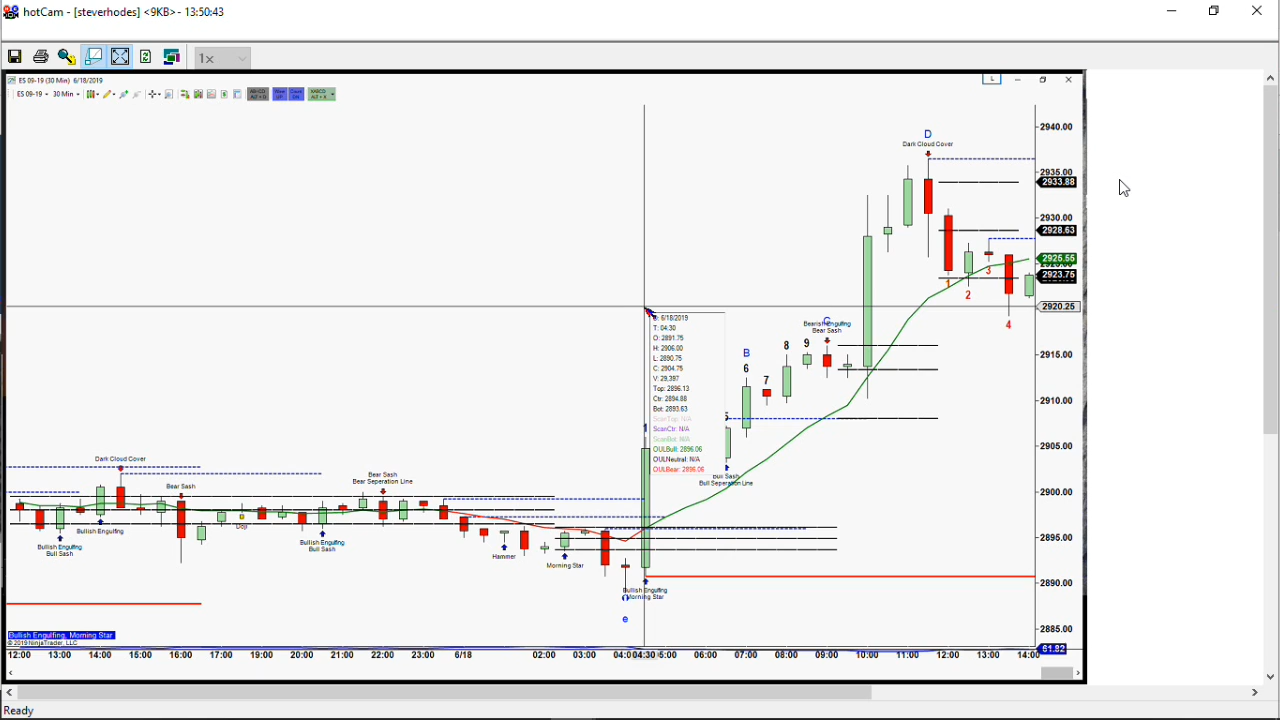 hotCam - [steverhodes] <9KB> - 13:50:43
1x
ES 09-19 (30 Min) 6/18/2019
L
ES 09-19
30 Min
2940.00
2935.00
2933.88
2930.00
2928.63
2925.55
2923.75
2920.25
2915.00
2910.00
2905.00
2900.00
2895.00
2890.00
2885.00
61.82
D
Dark Cloud Cover
1
2
3
4
C
Bearish Engulfing
Bear Sash
B
6
7
8
9
6/18/2019
T: 04:30
O: 2891.75
H: 2906.00
L: 2890.75
C: 2904.75
V: 29,397
Top: 2896.13
Ctr: 2894.88
Bot: 2893.63
ScanTop: N/A
ScanCtr: N/A
ScanBot: N/A
OULBull: 2896.06
OULNeutral: N/A
OULBear: 2896.06
1
Bull Sash
Bull Seperation Line
Dark Cloud Cover
Bear Sash
Bear Sash
Bear Seperation Line
Bullish Engulfing
Bull Sash
Bullish Engulfing
Doji
Bullish Engulfing
Bull Sash
Hammer
Morning Star
Bullish Engulfing
Morning Star
e
Bullish Engulfing, Morning Star
© 2019 NinjaTrader, LLC
12:00 13:00 14:00 15:00 16:00 17:00 19:00 20:00 21:00 22:00 23:00 6/18 02:00 03:00 04:00 04:30 5:00 06:00 07:00 08:00 09:00 10:00 11:00 12:00 13:00 14:00
Ready